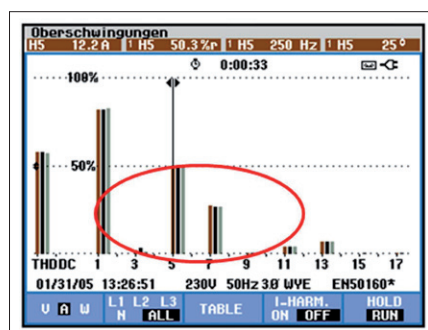 Oberschwingungen
H5 12.2A 1 H5 50.3%r 1 H5 250 Hz 1 H5 25°
0:00:33
100%
50%
THDDC 1 3 5 7 9 11 13 15 17
01/31/05 13:26:51 230V 50Hz 3Ø WYE EN50160*
V A W L1 L2 L3 N ALL TABLE I-HARM. ON OFF HOLD RUN